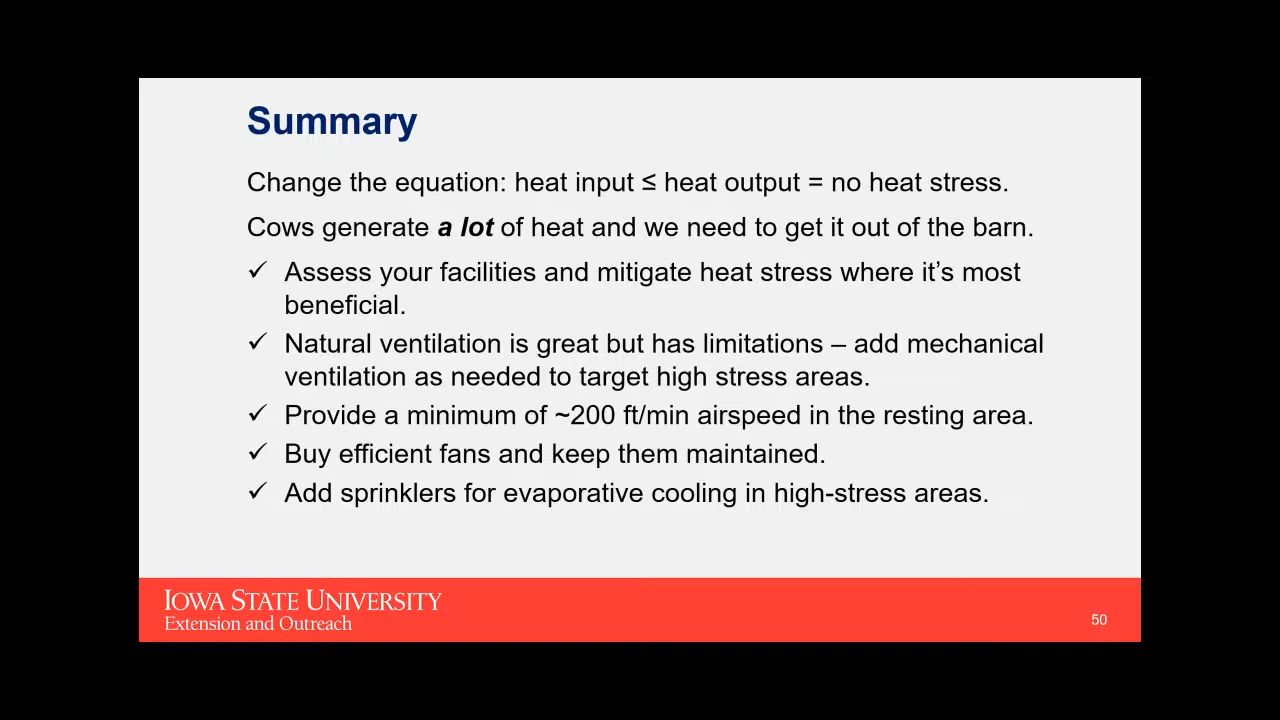 Summary
Change the equation: heat input ≤ heat output = no heat stress.
Cows generate a lot of heat and we need to get it out of the barn.
✓ Assess your facilities and mitigate heat stress where it’s most
beneficial.
✓ Natural ventilation is great but has limitations – add mechanical
ventilation as needed to target high stress areas.
✓ Provide a minimum of ~200 ft/min airspeed in the resting area.
✓ Buy efficient fans and keep them maintained.
✓ Add sprinklers for evaporative cooling in high-stress areas.
IOWA STATE UNIVERSITY
Extension and Outreach
50